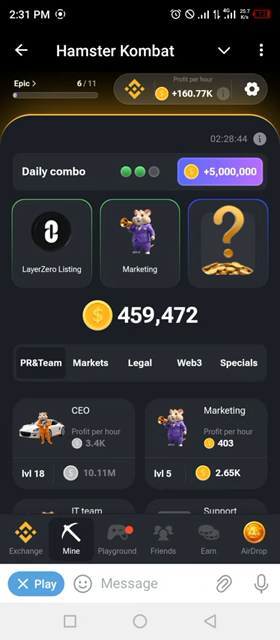 2:31 PM
4G
25.7
K/s
Hamster Kombat
Epic >
6 / 11
Profit per hour
+160.77K
02:28:44
Daily combo
+5,000,000
LayerZero Listing
Marketing
459,472
PR&Team Markets Legal Web3 Specials
CEO
Profit per hour
3.4K
lvl 18
10.11M
Marketing
Profit per hour
403
lvl 5
2.65K
IT team
Support
Exchange Mine Playground Friends Earn AirDrop
Play
Message